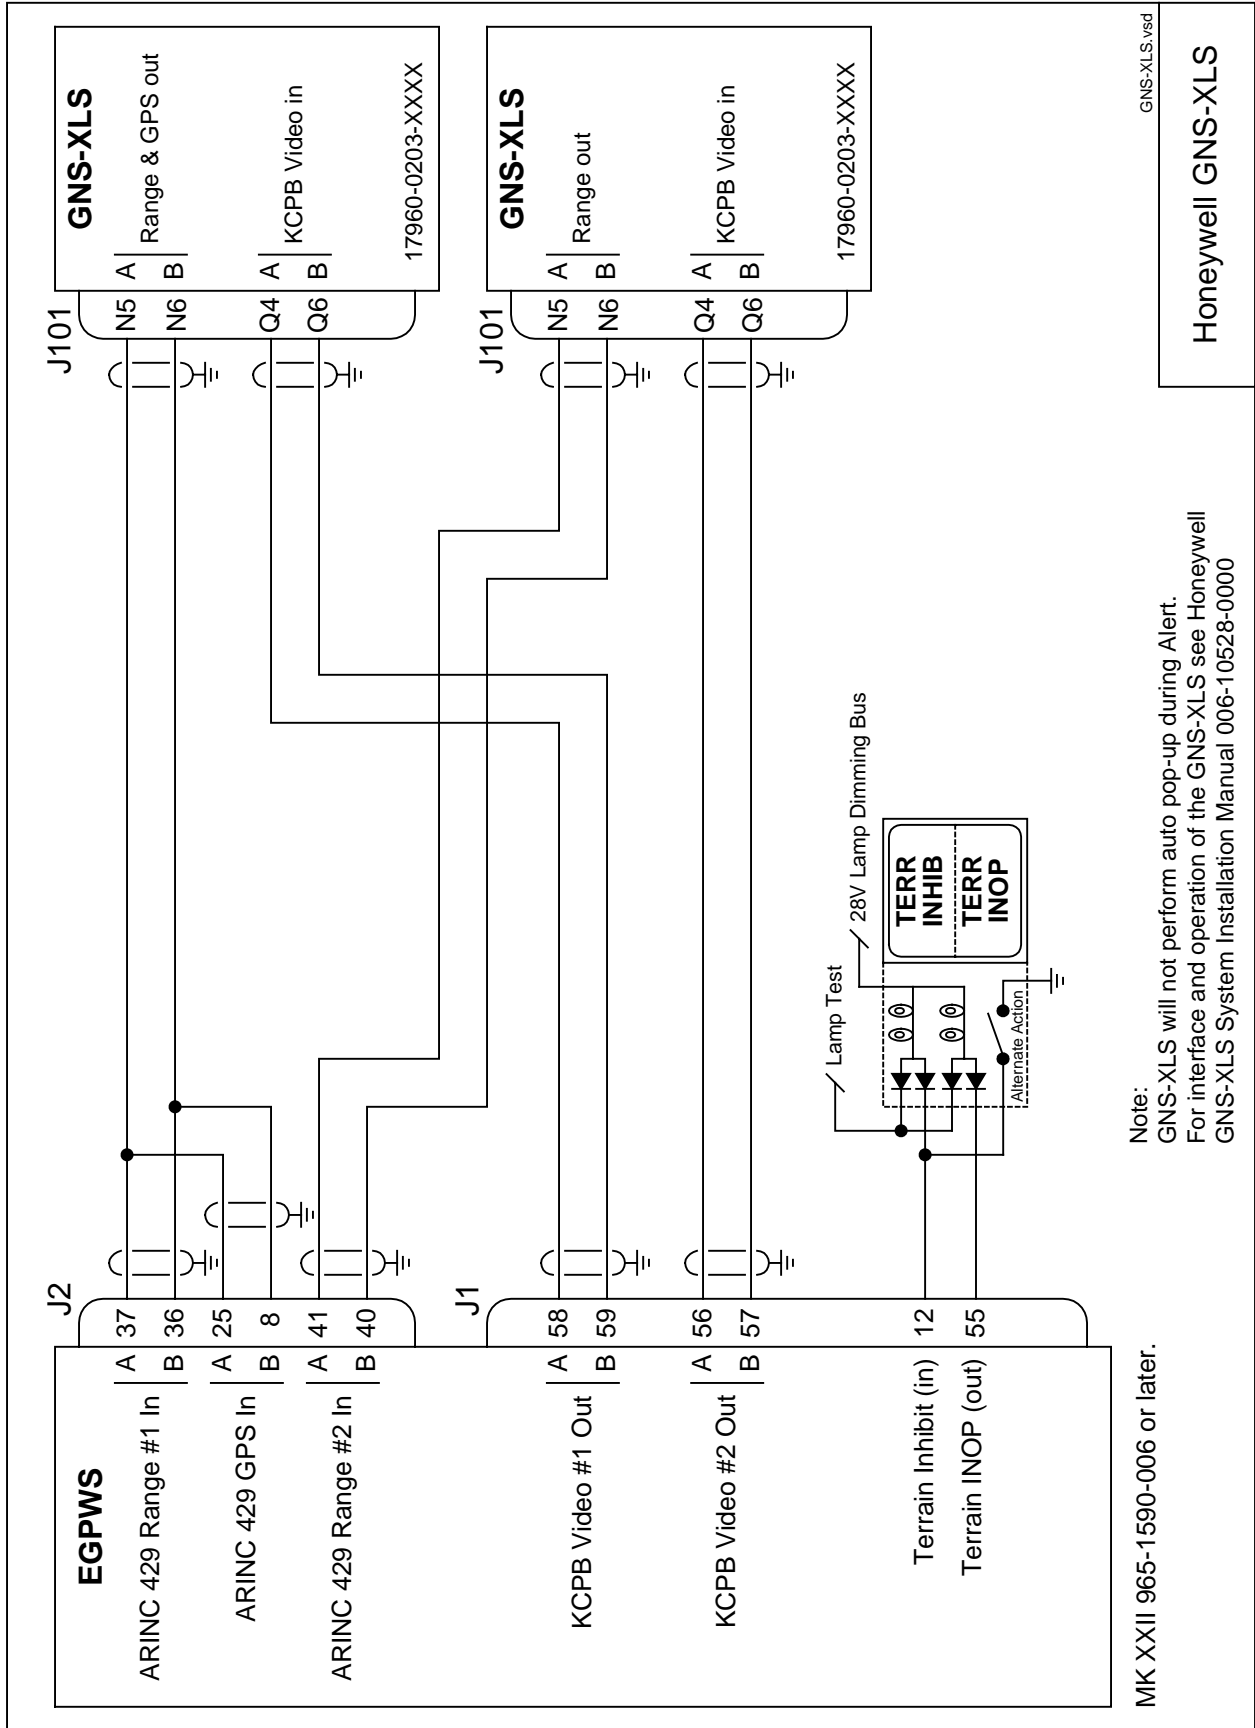 EGPWS
J2
ARINC 429 Range #1 In
A 37
B 36
ARINC 429 GPS In
A 25
B 8
ARINC 429 Range #2 In
A 41
B 40
J1
KCPB Video #1 Out
A 58
B 59
KCPB Video #2 Out
A 56
B 57
Terrain Inhibit (in) 12
Terrain INOP (out) 55
MK XXII 965-1590-006 or later.
Lamp Test
28V Lamp Dimming Bus
Alternate Action
TERR
INHIB
TERR
INOP
J101
GNS-XLS
N5 A
N6 B
Range & GPS out
Q4 A
Q6 B
KCPB Video in
17960-0203-XXXX
J101
GNS-XLS
N5 A
N6 B
Range out
Q4 A
Q6 B
KCPB Video in
17960-0203-XXXX
Note:
GNS-XLS will not perform auto pop-up during Alert.
For interface and operation of the GNS-XLS see Honeywell
GNS-XLS System Installation Manual 006-10528-0000
GNS-XLS.vsd
Honeywell GNS-XLS